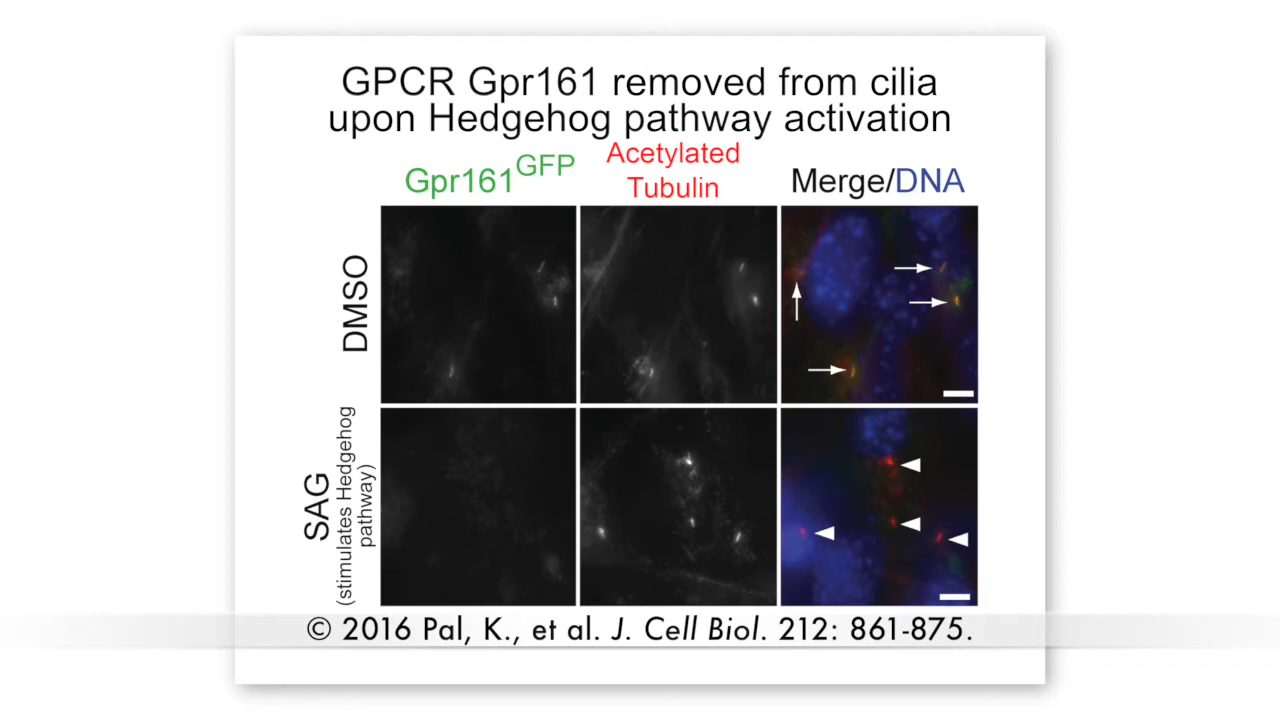 GPCR Gpr161 removed from cilia
upon Hedgehog pathway activation
Gpr161GFP
Acetylated
Tubulin
Merge/DNA
DMSO
SAG
(stimulates Hedgehog
pathway)
© 2016 Pal, K., et al. J. Cell Biol. 212: 861-875.